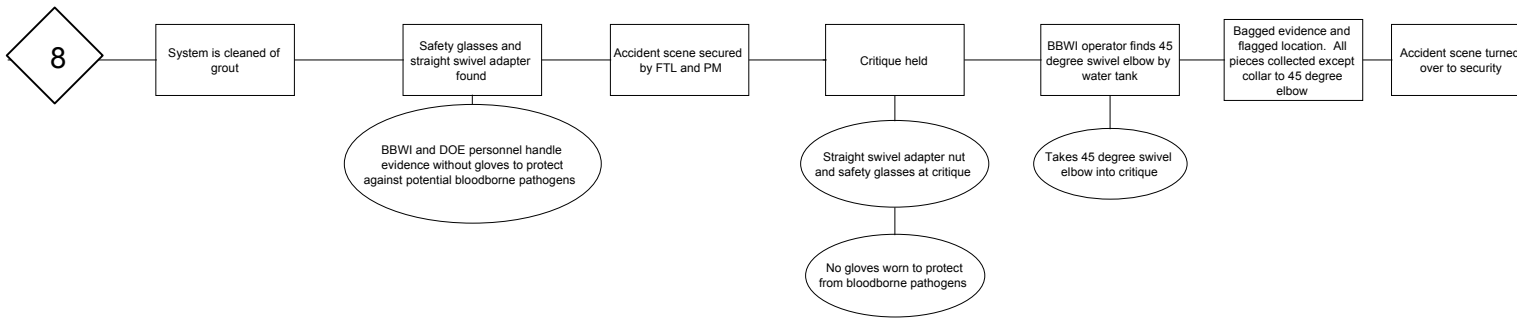 8
System is cleaned of
grout
Safety glasses and
straight swivel adapter
found
BBWI and DOE personnel handle
evidence without gloves to protect
against potential bloodborne pathogens
Accident scene secured
by FTL and PM
Critique held
Straight swivel adapter nut
and safety glasses at critique
No gloves worn to protect
from bloodborne pathogens
BBWI operator finds 45
degree swivel elbow by
water tank
Takes 45 degree swivel
elbow into critique
Bagged evidence and
flagged location. All
pieces collected except
collar to 45 degree
elbow
Accident scene turned
over to security